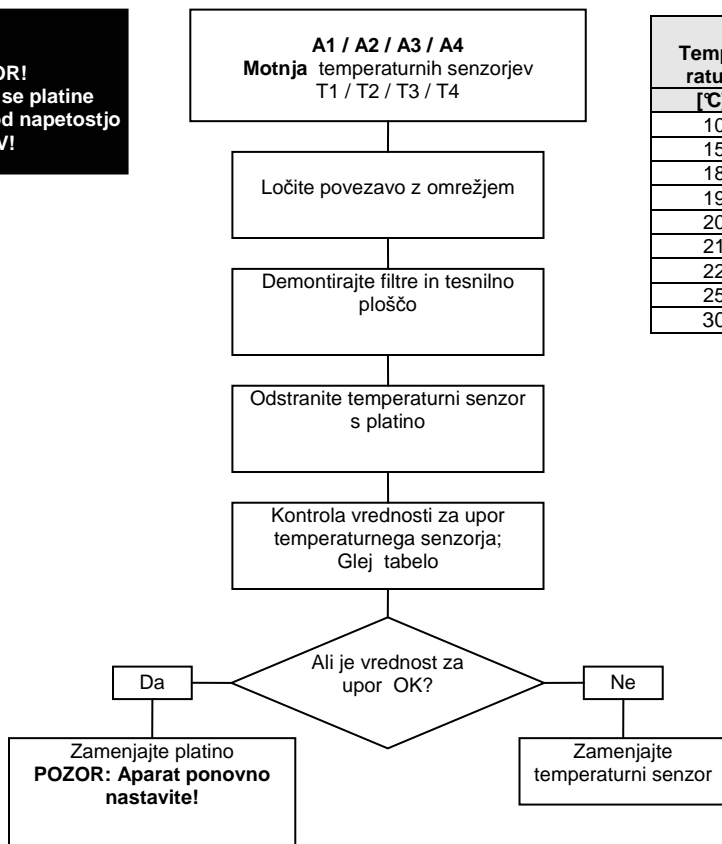 A1 / A2 / A3 / A4
Motnja temperaturnih senzorjev
T1 / T2 / T3 / T4
se platine
napetostjo
Ločite povezavo z omrežjem
Demontirajte filtre in tesnilno
ploščo
Odstranite temperaturni senzor
s platino
Kontrola vrednosti za upor
temperaturnega senzorja;
Glej tabelo
Ali je vrednost za
upor OK?
Da
Ne
Zamenjajte platino
POZOR: Aparat ponovno
nastavite!
Zamenjajte
temperaturni senzor
10
15
18
19
20
21
22
25
30